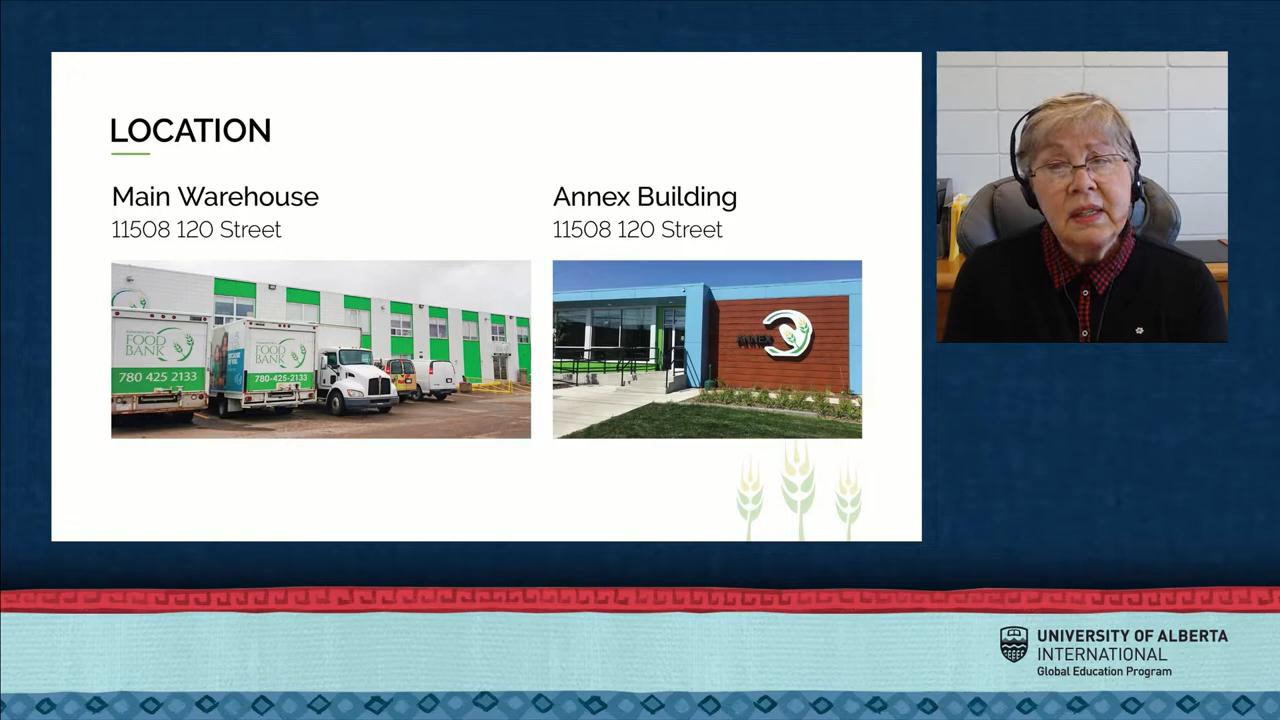 LOCATION
Main Warehouse
11508 120 Street
Annex Building
11508 120 Street
FOOD
BANK
780 425 2133
FOOD
BANK
780-425-2133
ANNEX
UNIVERSITY OF ALBERTA
INTERNATIONAL
Global Education Program